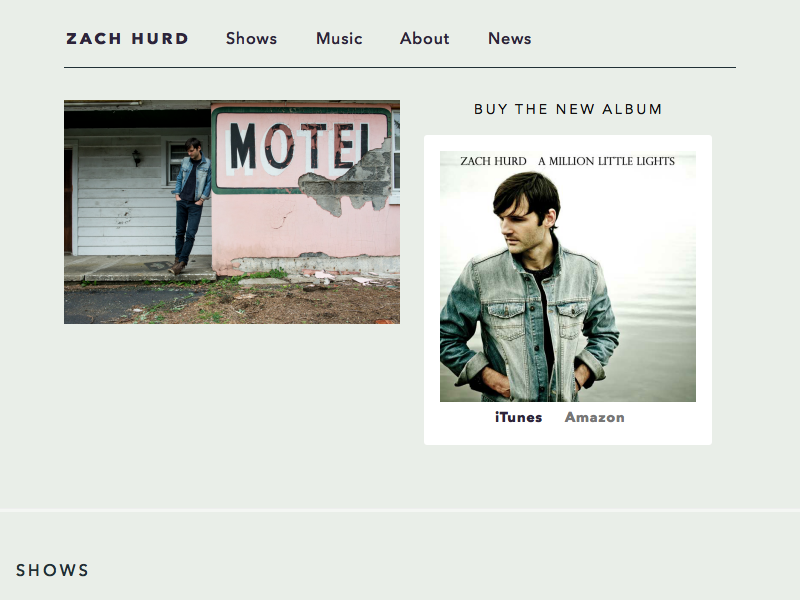 ZACH HURD Shows Music About News
MOTEL
BUY THE NEW ALBUM
ZACH HURD A MILLION LITTLE LIGHTS
iTunes Amazon
SHOWS